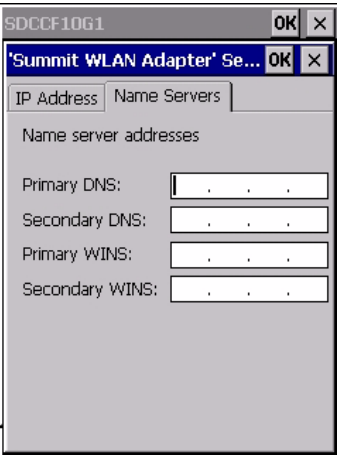 SDCCF10G1 OK ×
'Summit WLAN Adapter' Se... OK ×
IP Address Name Servers
Name server addresses
Primary DNS: . . .
Secondary DNS: . . .
Primary WINS: . . .
Secondary WINS: . . .